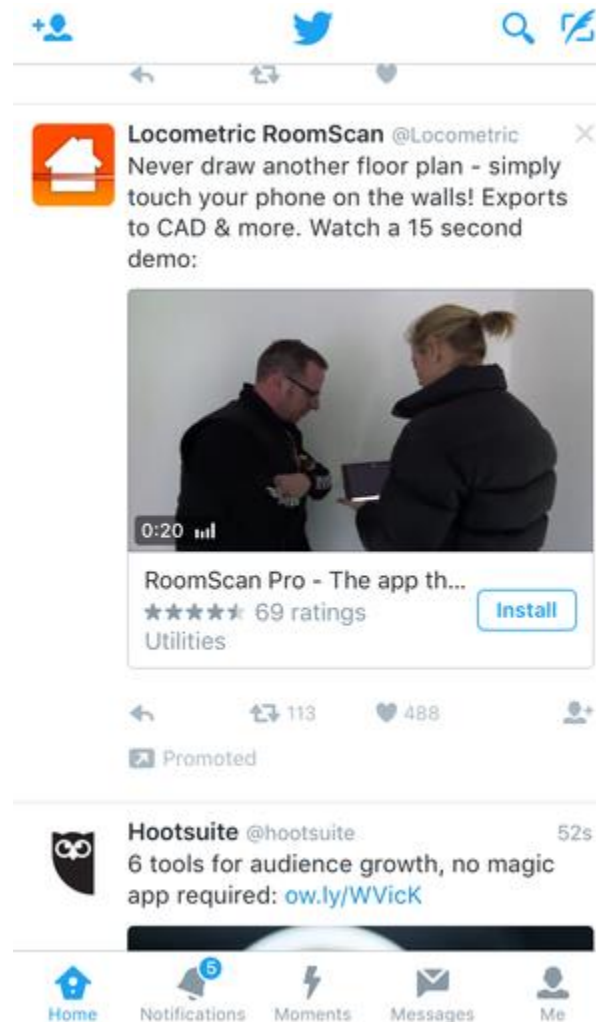 Locometric RoomScan @Locometric
Never draw another floor plan - simply
touch your phone on the walls! Exports
to CAD & more. Watch a 15 second
demo:
0:20
RoomScan Pro - The app th...
69 ratings
Install
Utilities
113
488
Promoted
Hootsuite @hootsuite
52s
6 tools for audience growth, no magic
app required: ow.ly/WVicK
5
Home
Notifications
Moments
Messages
Me